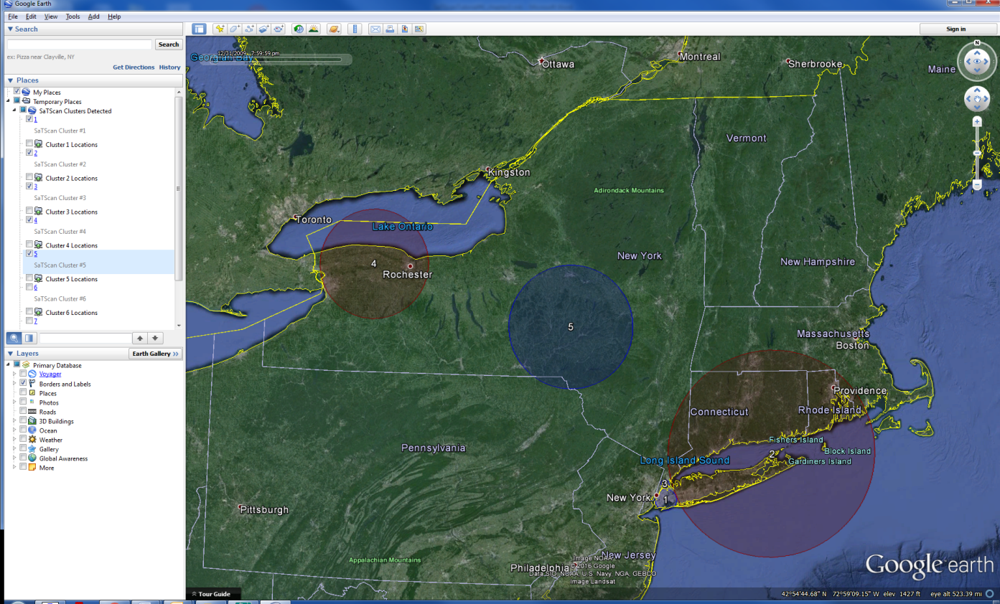 Google Earth
File Edit View Tools Add Help
Search
Search
ex: Pizza near Clayville, NY
Get Directions History
Places
My Places
Temporary Places
SaTScan Clusters Detected
1
SaTScan Cluster #1
Cluster 1 Locations
2
SaTScan Cluster #2
Cluster 2 Locations
3
SaTScan Cluster #3
Cluster 3 Locations
4
SaTScan Cluster #4
Cluster 4 Locations
5
SaTScan Cluster #5
Cluster 5 Locations
6
SaTScan Cluster #6
Cluster 6 Locations
7
Layers
Earth Gallery >>
Primary Database
Voyager
Borders and Labels
Places
Photos
Roads
3D Buildings
Ocean
Weather
Gallery
Global Awareness
More
Sign in
N
12/31/2009 7:59:59 pm
Georgian Bay
Ottawa
Montreal
Sherbrooke
Maine
Vermont
Kingston
Adirondack Mountains
Toronto
Lake Ontario
New York
New Hampshire
4
Rochester
5
Massachusetts
Boston
Providence
Connecticut
Rhode Island
Fishers Island
Pennsylvania
Block Island
2
Long Island Sound
Gardiners Island
3
New York
1
Pittsburgh
New Jersey
Appalachian Mountains
Philadelphia
Image NOAA
© 2016 Google
Data SIO, NOAA, U.S. Navy, NGA, GEBCO
Image Landsat
Google earth
Tour Guide
42°54'44.68" N 72°59'09.15" W elev 1427 ft eye alt 523.39 mi